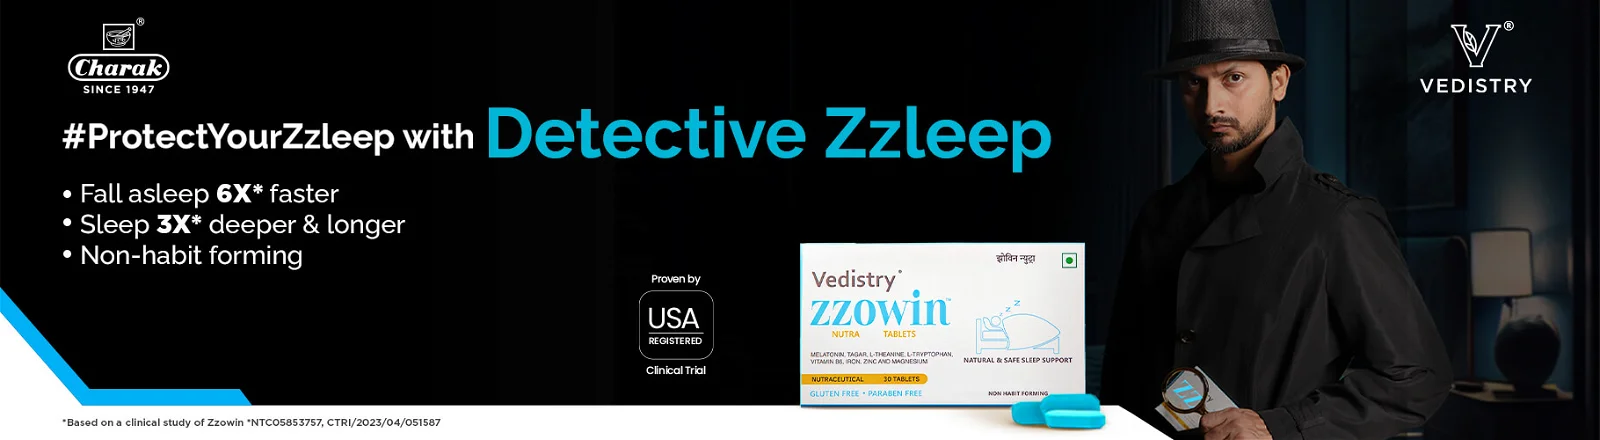 Charak
®
SINCE 1947
V®
VEDISTRY
#ProtectYourZzleep with Detective Zzleep
• Fall asleep 6X* faster
• Sleep 3X* deeper & longer
• Non-habit forming
Proven by
USA
REGISTERED
Clinical Trial
झोविन न्युट्रा
Vedistry®
zzowin™
NUTRA TABLETS
z z z
MELATONIN, TAGAR, L-THEANINE, L-TRYPTOPHAN,
VITAMIN B6, IRON, ZINC AND MAGNESIUM
NATURAL & SAFE SLEEP SUPPORT
NUTRACEUTICAL 30 TABLETS
GLUTEN FREE • PARABEN FREE
NON HABIT FORMING
ZZ
*Based on a clinical study of Zzowin *NTC05853757, CTRI/2023/04/051587